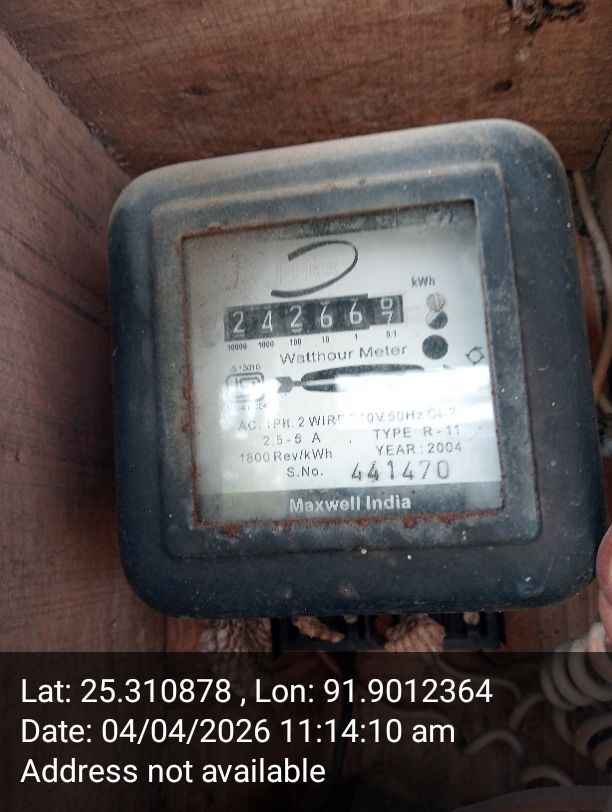 kWh
2 4 2 6 6
10000 1000 100 10 1 0.1
Watthour Meter
AC. 1PH. 2 WIRE 50Hz
2.5-5 A TYPE R-11
1800 Rev/kWh YEAR : 2004
S.No. 441470
Maxwell India
Lat: 25.310878 , Lon: 91.9012364
Date: 04/04/2026 11:14:10 am
Address not available